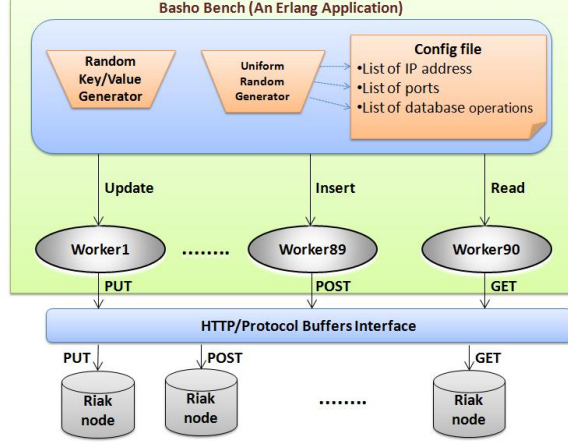 Basho Bench (An Erlang Application)
Random
Key/Value
Generator
Uniform
Random
Generator
Config file
•List of IP address
•List of ports
•List of database operations
Update
Insert
Read
Worker1
........
Worker89
Worker90
PUT
POST
GET
HTTP/Protocol Buffers Interface
PUT
POST
GET
Riak
node
Riak
node
........
Riak
node